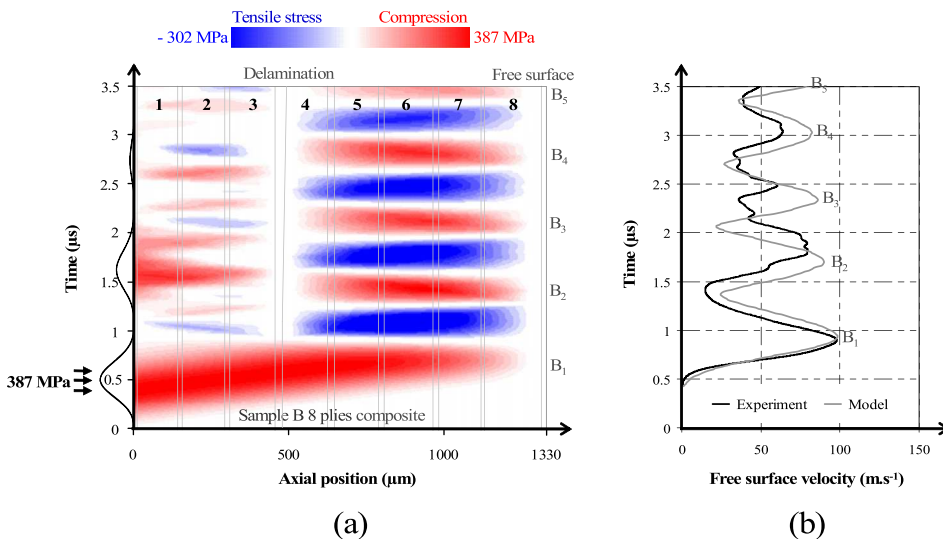 Tensile stress Compression
- 302 MPa 387 MPa
Delamination Free surface
3.5 1 2 3 4 5 6 7 8 B5
3 B4
2.5
Time (µs) 2 B3
1.5 B2
1 B1
387 MPa 0.5
Sample B 8 plies composite
0
0 500 1000 1330
Axial position (µm)
(a)
3.5 B5
3 B4
2.5 B3
Time (µs) 2
1.5 B2
1 B1
0.5
Experiment Model
0
0 50 100 150
Free surface velocity (m.s-1)
(b)